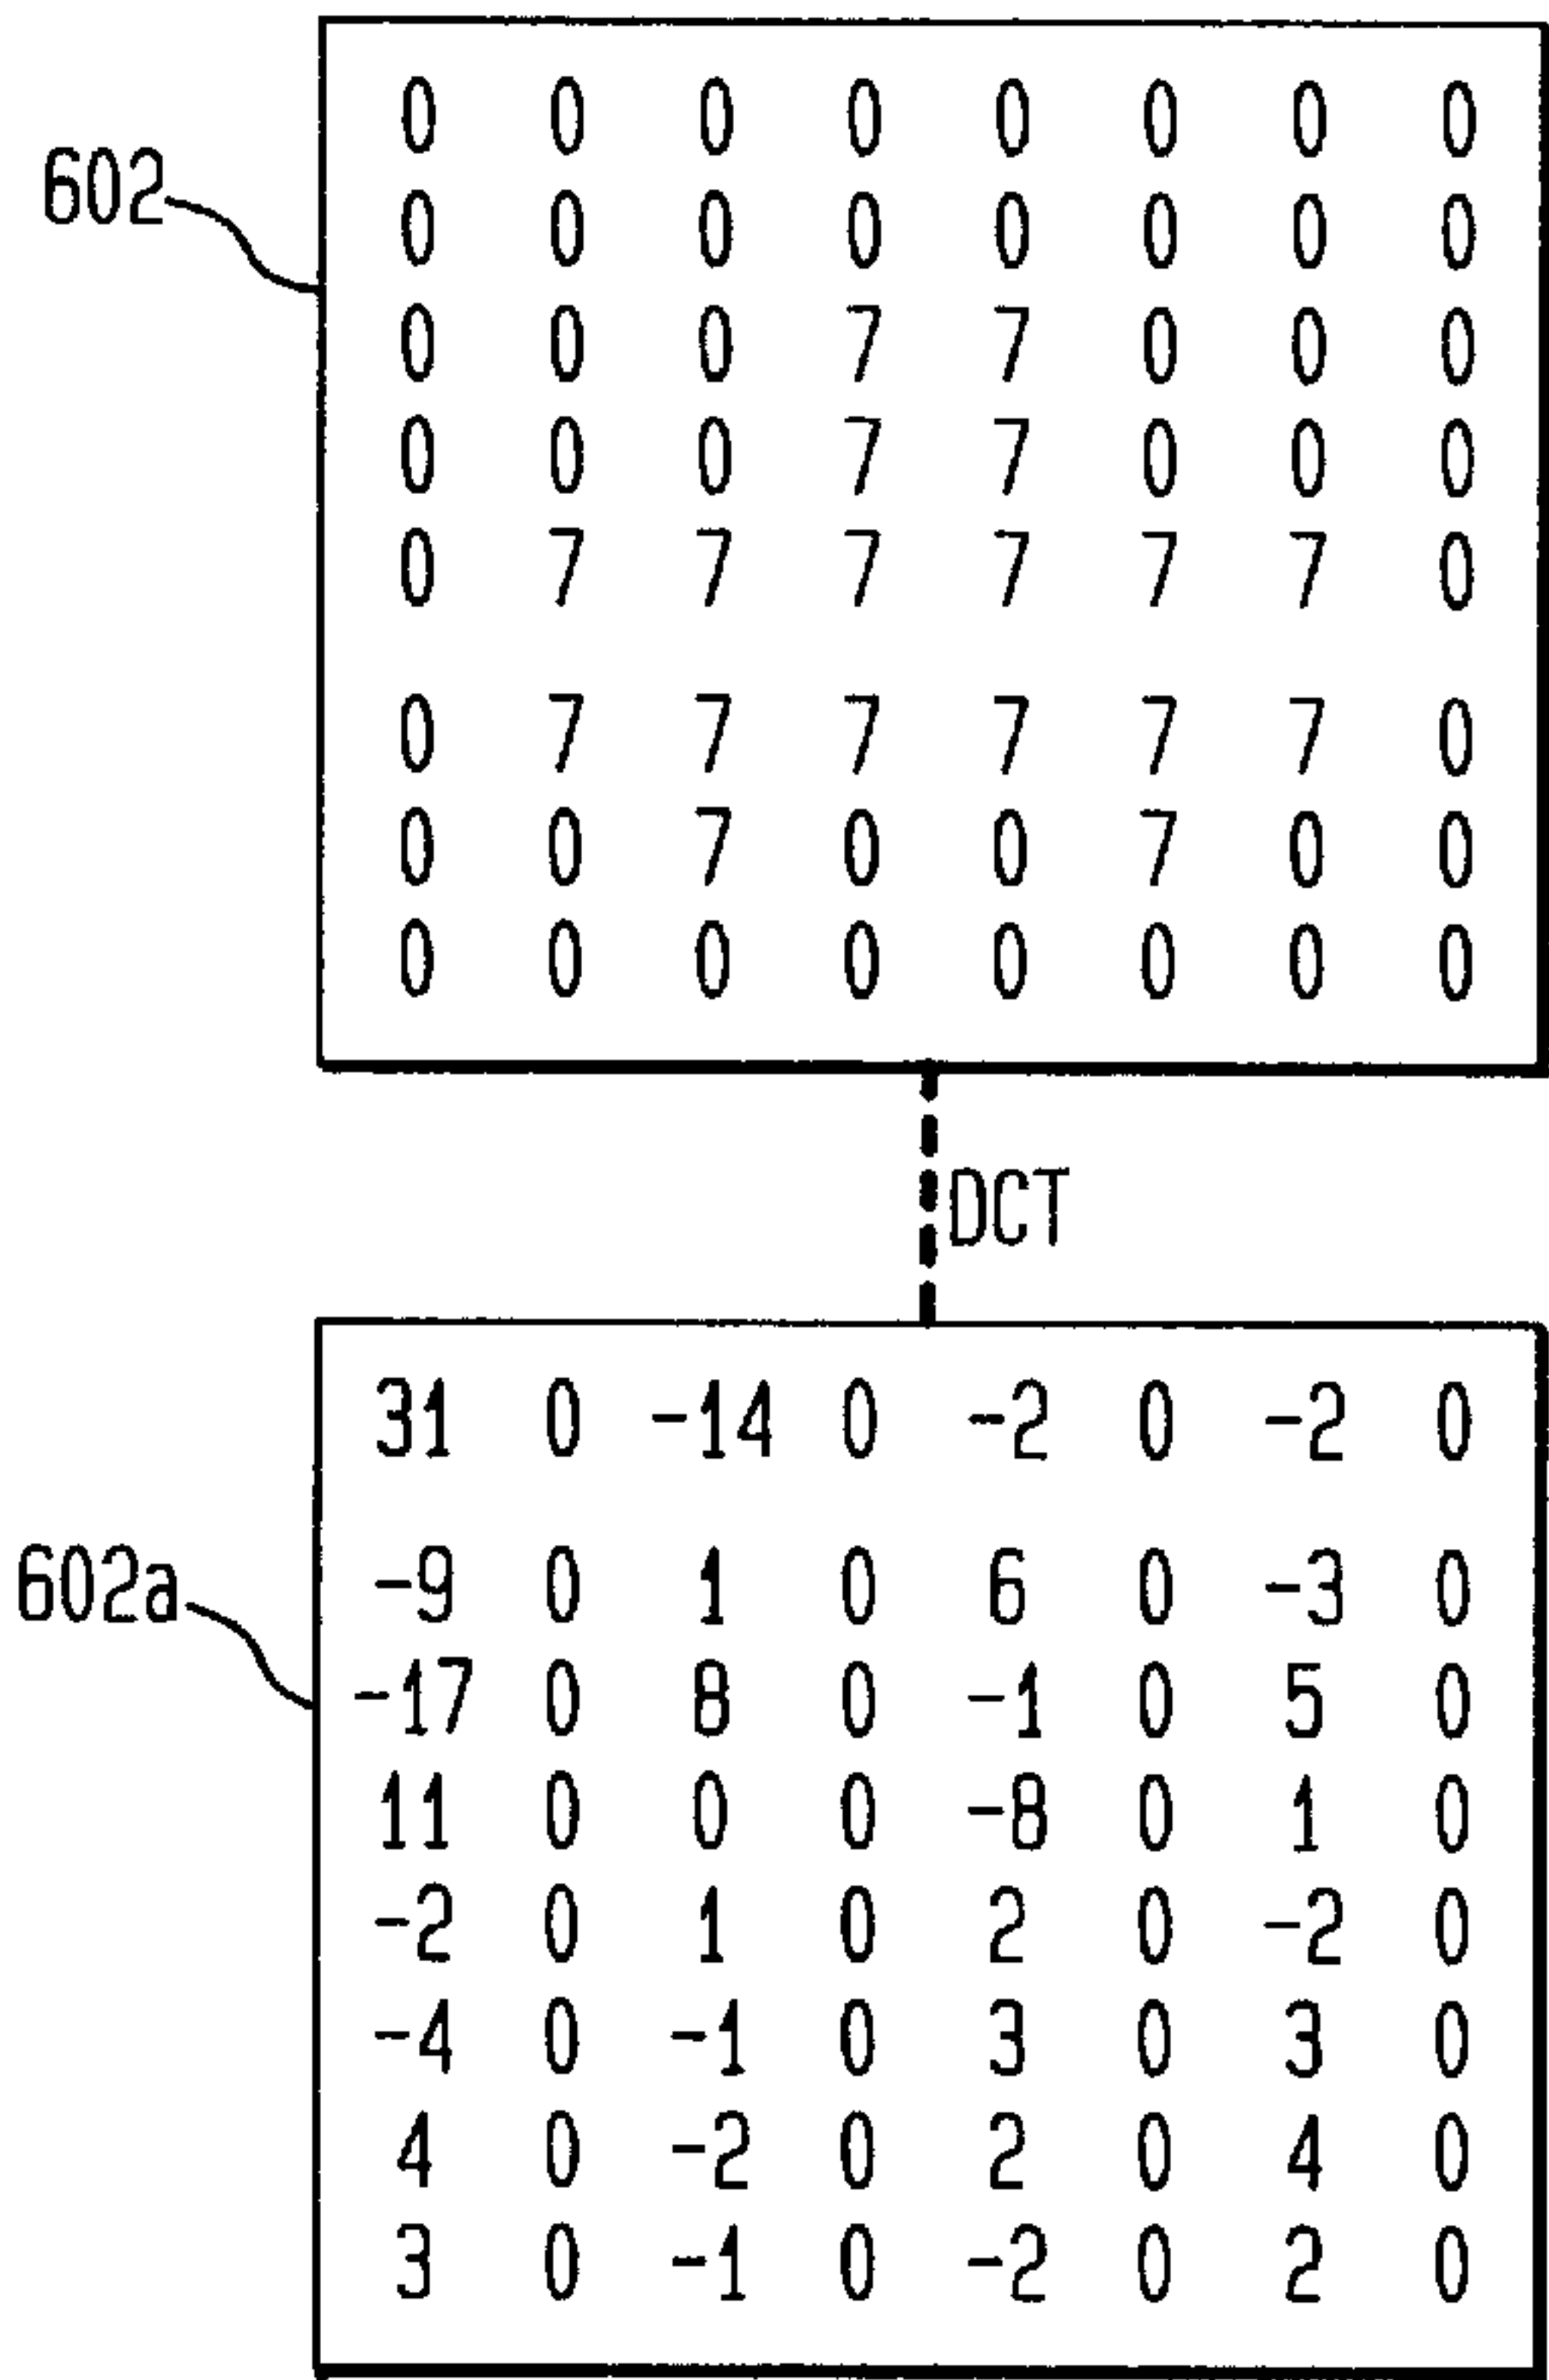 0 0 0 0 0 0 0 0
602
0 0 0 0 0 0 0 0
0 0 0 7 7 0 0 0
0 0 0 7 7 0 0 0
0 7 7 7 7 7 7 0
0 7 7 7 7 7 7 0
0 0 7 0 0 7 0 0
0 0 0 0 0 0 0 0
DCT
31 0 -14 0 -2 0 -2 0
602a
-9 0 1 0 6 0 -3 0
-17 0 8 0 -1 0 5 0
11 0 0 0 -8 0 1 0
-2 0 1 0 2 0 -2 0
-4 0 -1 0 3 0 3 0
4 0 -2 0 2 0 4 0
3 0 -1 0 -2 0 2 0